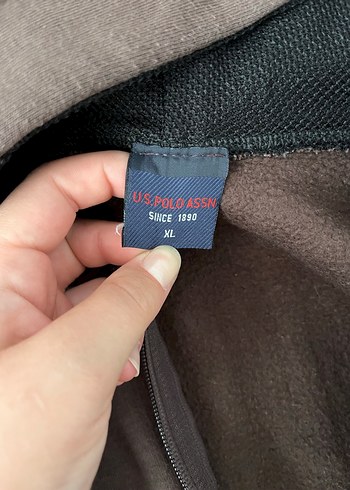 U.S. POLO ASSN
SINCE 1890
XL